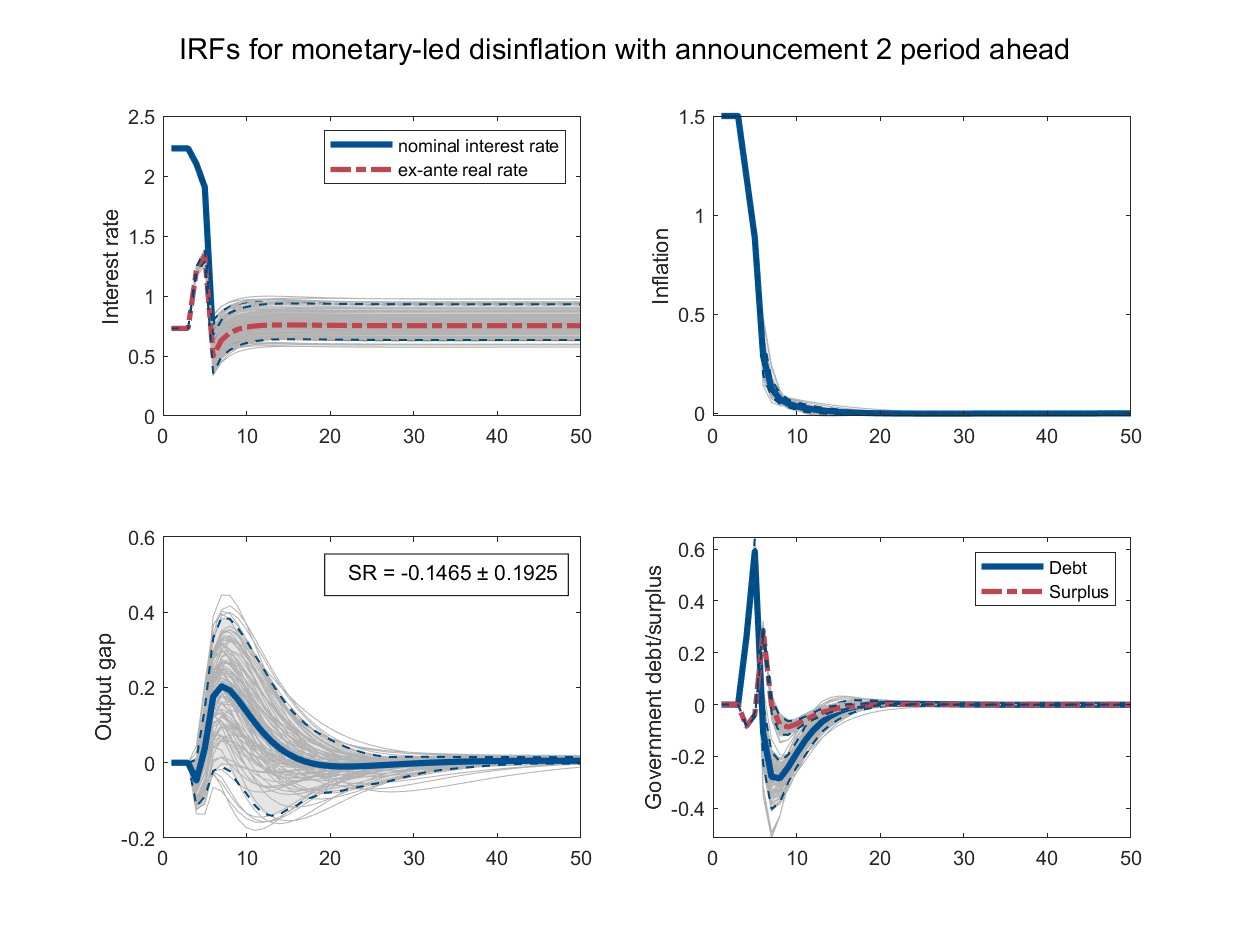 IRFs for monetary-led disinflation with announcement 2 period ahead
Interest rate
2.5
2
1.5
1
0.5
0
0 10 20 30 40 50
nominal interest rate
ex-ante real rate
Inflation
1.5
1
0.5
0
0 10 20 30 40 50
Output gap
0.6
0.4
0.2
0
-0.2
0 10 20 30 40 50
SR = -0.1465 ± 0.1925
Government debt/surplus
0.6
0.4
0.2
0
-0.2
-0.4
0 10 20 30 40 50
Debt
Surplus